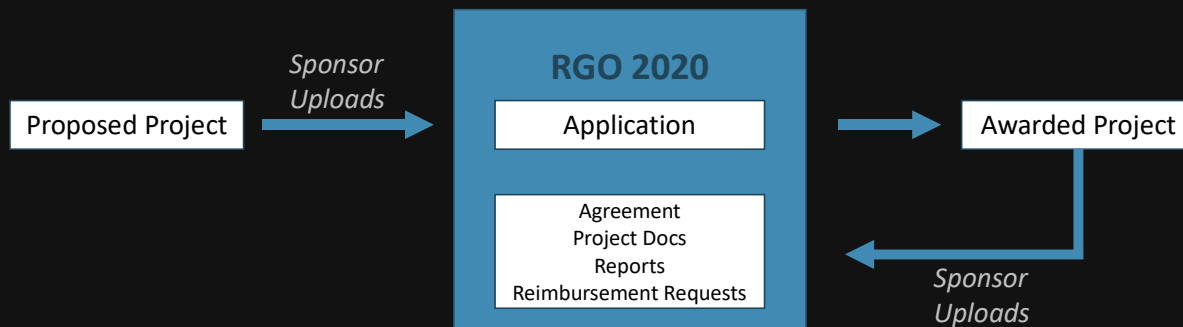 Sponsor
Uploads
RGO 2020
Proposed Project
Application
Awarded Project
Agreement
Project Docs
Reports
Reimbursement Requests
Sponsor
Uploads